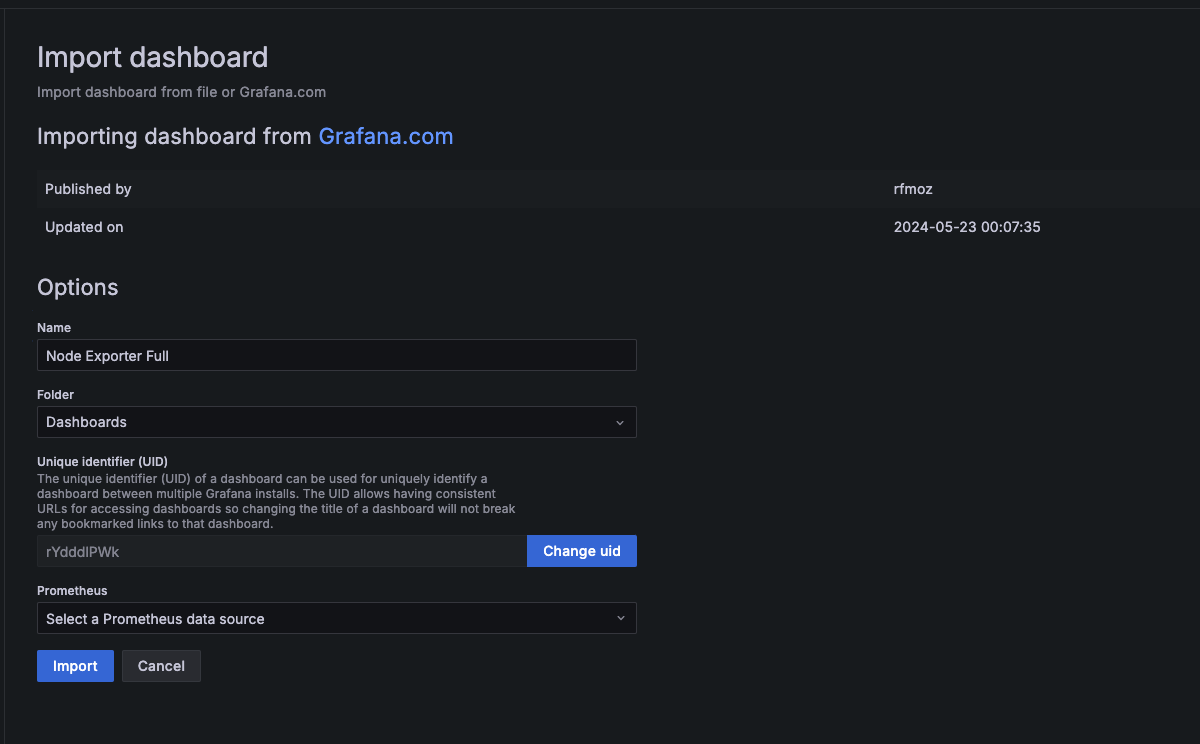 Import dashboard
Import dashboard from file or Grafana.com
Importing dashboard from Grafana.com
Published by rfmoz
Updated on 2024-05-23 00:07:35
Options
Name
Node Exporter Full
Folder
Dashboards
Unique identifier (UID)
The unique identifier (UID) of a dashboard can be used for uniquely identify a
dashboard between multiple Grafana installs. The UID allows having consistent
URLs for accessing dashboards so changing the title of a dashboard will not break
any bookmarked links to that dashboard.
rYdddlPWk Change uid
Prometheus
Select a Prometheus data source
Import Cancel